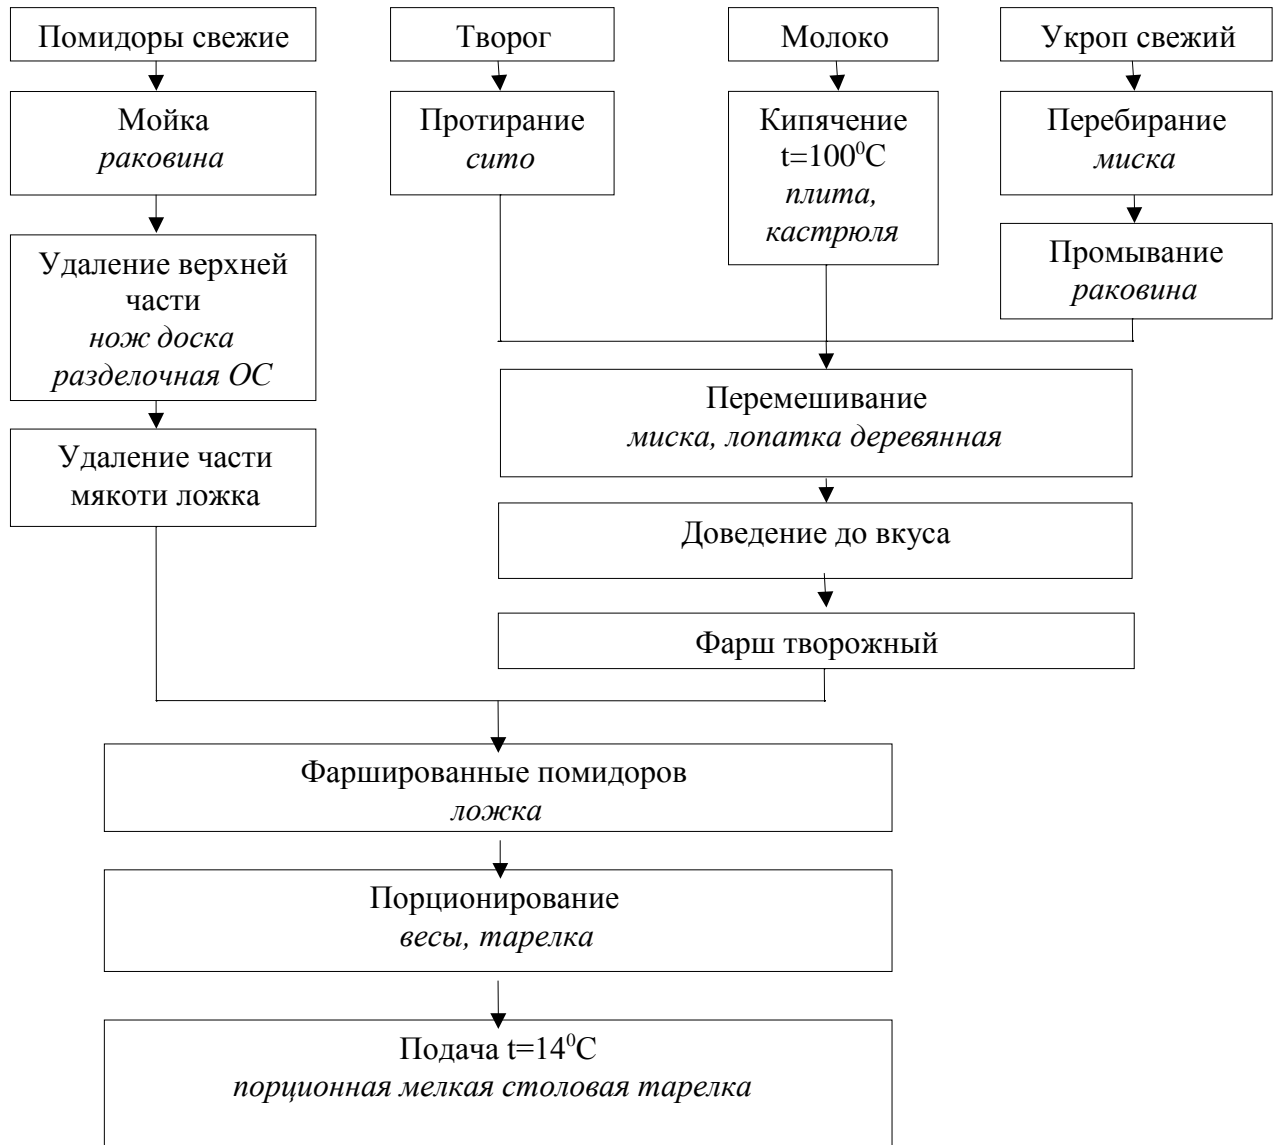 Помидоры свежие
Творог
Молоко
Укроп свежий
Мойка
раковина
Протирание
сито
Кипячение
t=100⁰C
плита,
кастрюля
Перебирание
миска
Удаление верхней
части
нож доска
разделочная ОС
Промывание
раковина
Удаление части
мякоти ложка
Перемешивание
миска, лопатка деревянная
Доведение до вкуса
Фарш творожный
Фаршированные помидоров
ложка
Порционирование
весы, тарелка
Подача t=14⁰C
порционная мелкая столовая тарелка